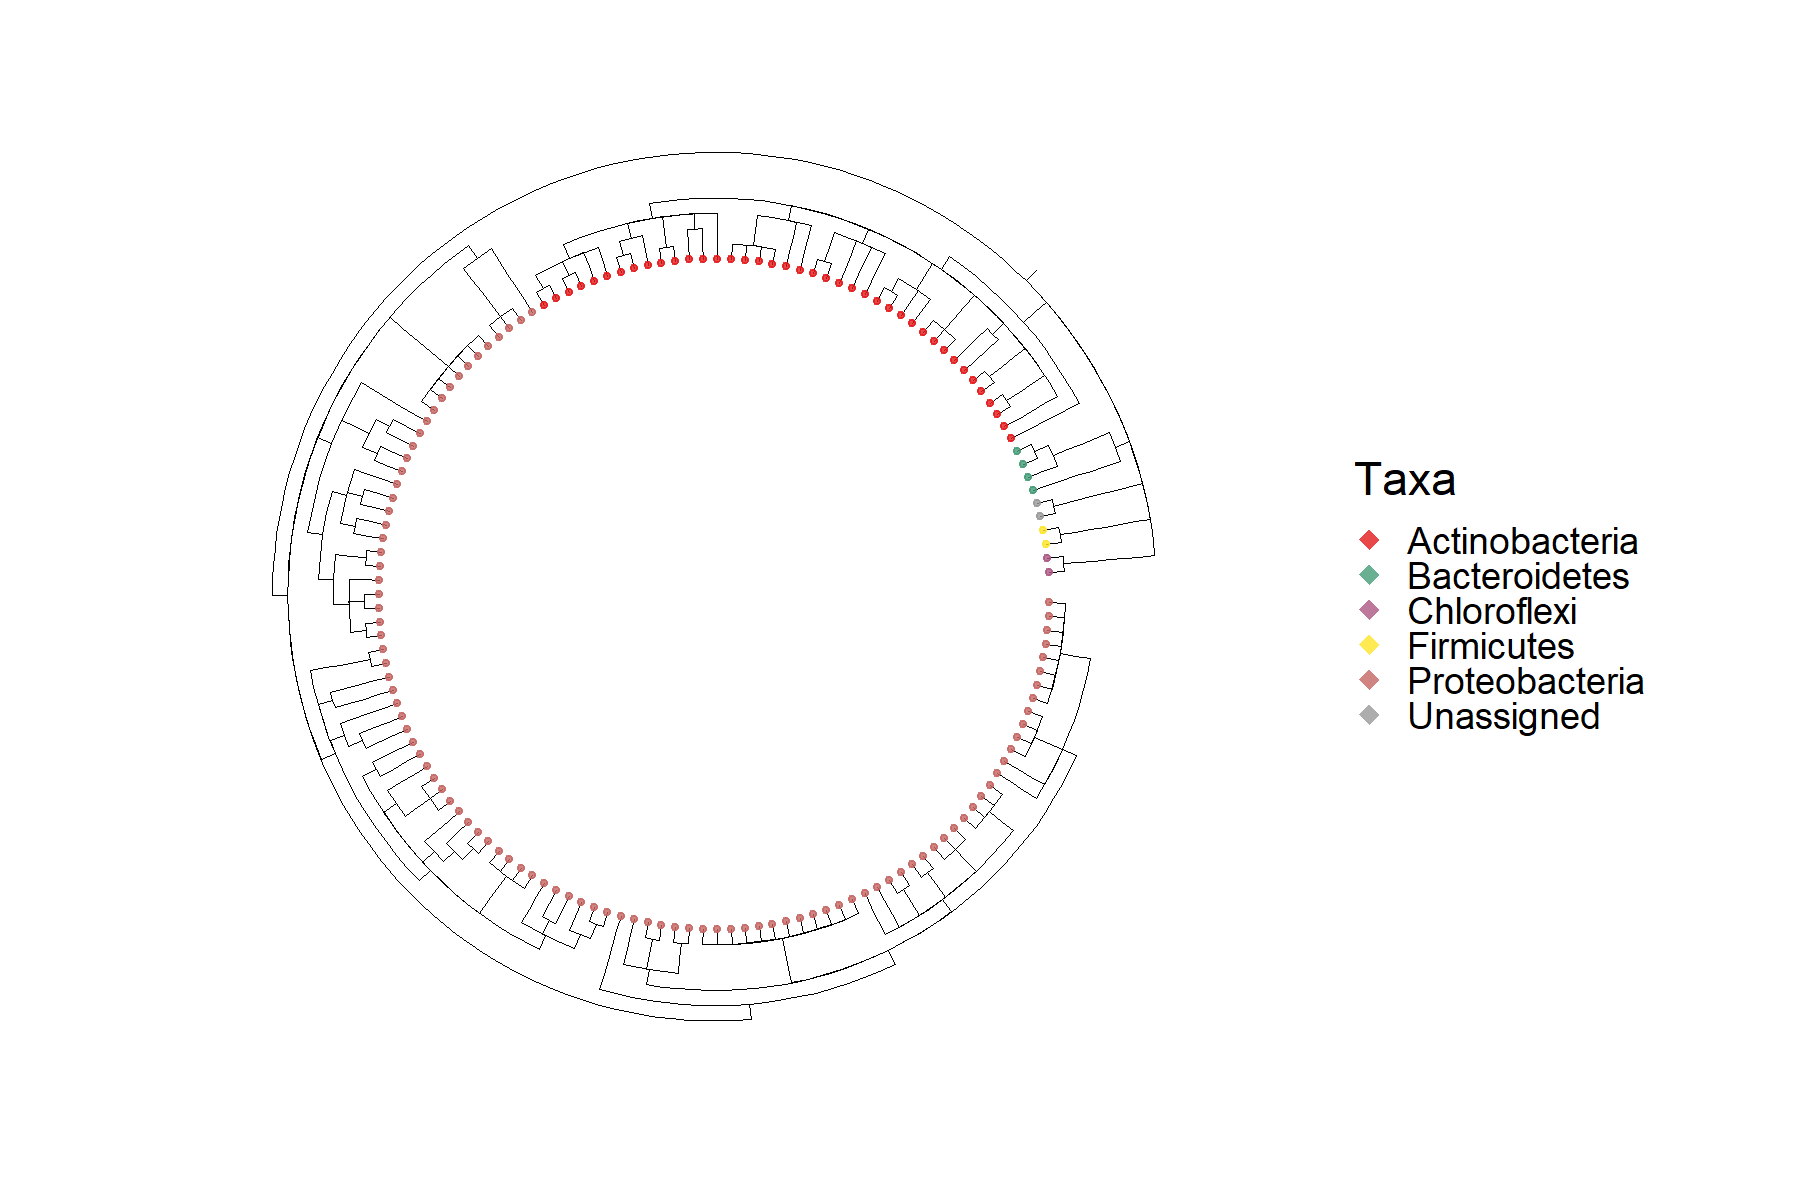 Taxa
Actinobacteria
Bacteroidetes
Chloroflexi
Firmicutes
Proteobacteria
Unassigned